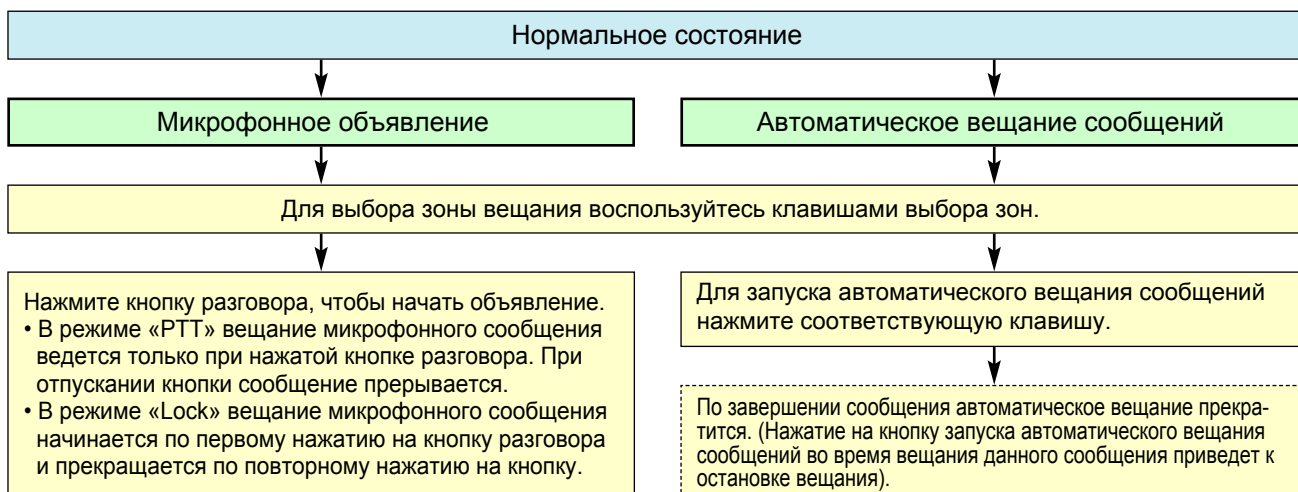 Нормальное состояние
Микрофонное объявление
Автоматическое вещание сообщений
Для выбора зоны вещания воспользуйтесь клавишами выбора зон.
Нажмите кнопку разговора, чтобы начать объявление.
• В режиме «PTT» вещание микрофонного сообщения
ведется только при нажатой кнопке разговора. При
отпускании кнопки сообщение прерывается.
• В режиме «Lock» вещание микрофонного сообщения
начинается по первому нажатию на кнопку разговора
и прекращается по повторному нажатию на кнопку.
Для запуска автоматического вещания сообщений
нажмите соответствующую клавишу.
По завершении сообщения автоматическое вещание прекра-
тится. (Нажатие на кнопку запуска автоматического вещания
сообщений во время вещания данного сообщения приведет к
остановке вещания).